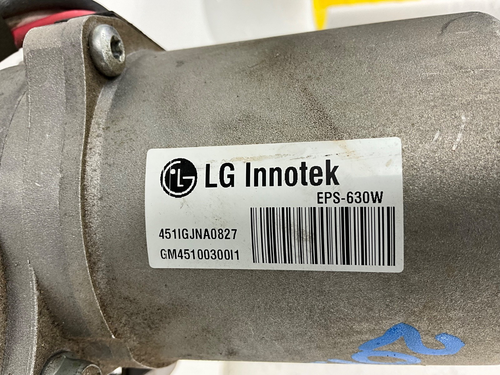 LG Innotek
EPS-630W
451IGJNA0827
GM45100300I1